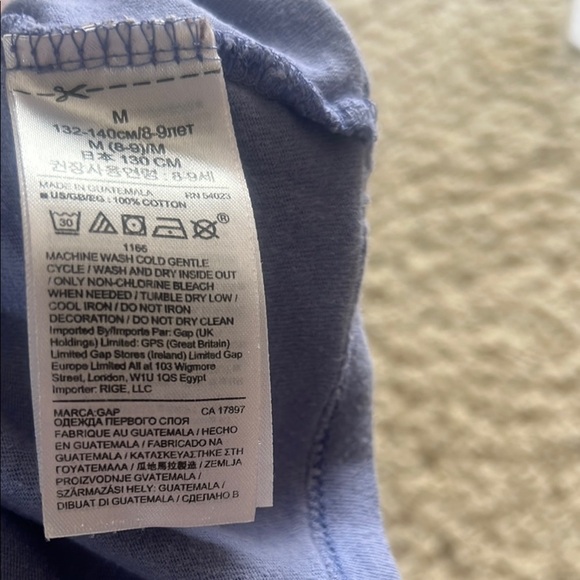 M
132-140см/8-9лет
M (8-9)/M
日本 130 CM
권장사용연령 : 8-9세
MADE IN GUATEMALA RN 54023
■ US/GB/EG : 100% COTTON
30 ®
1166
MACHINE WASH COLD GENTLE
CYCLE / WASH AND DRY INSIDE OUT
/ ONLY NON-CHLORINE BLEACH
WHEN NEEDED / TUMBLE DRY LOW /
COOL IRON / DO NOT IRON
DECORATION / DO NOT DRY CLEAN
Imported By/Imports Par: Gap (UK
Holdings) Limited: GPS (Great Britain)
Limited Gap Stores (Ireland) Limited Gap
Europe Limited All at 103 Wigmore
Street, London, W1U 1QS Egypt
Importer: RIGE, LLC
MARCA:GAP CA 17897
ОДЕЖДА ПЕРВОГО СЛОЯ
FABRIQUE AU GUATEMALA / HECHO
EN GUATEMALA / FABRICADO NA
GUATEMALA / ΚΑΤΑΣΚΕΥΑΣΤΗΚΕ ΣΤΗ
ΓΟΥΑΤΕΜΑΛΑ / 瓜地馬拉製造 / ZEMLJA
PROIZVODNJE GVATEMALA /
SZÁRMAZÁSI HELY: GUATEMALA /
DIBUAT DI GUATEMALA / СДЕЛАНО В